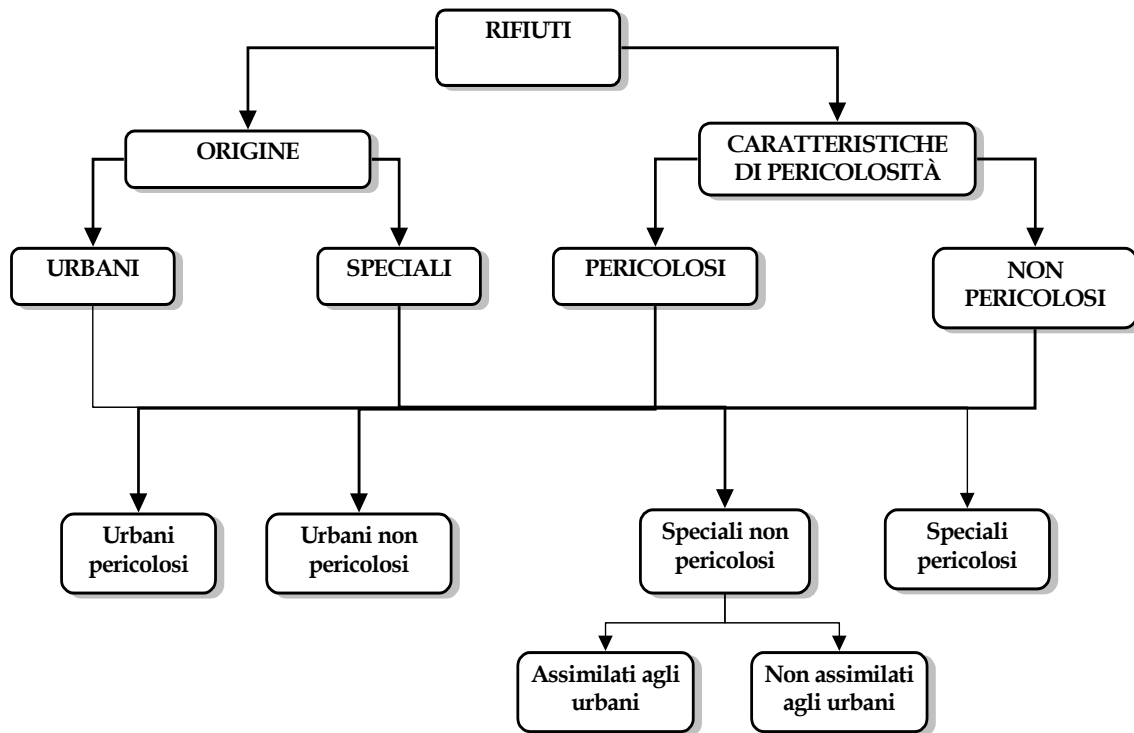 RIFIUTI
ORIGINE
CARATTERISTICHE
DI PERICOLOSITÀ
URBANI
SPECIALI
PERICOLOSI
NON
PERICOLOSI
Urbani
pericolosi
Urbani non
pericolosi
Speciali non
pericolosi
Speciali
pericolosi
Assimilati agli
urbani
Non assimilati
agli urbani